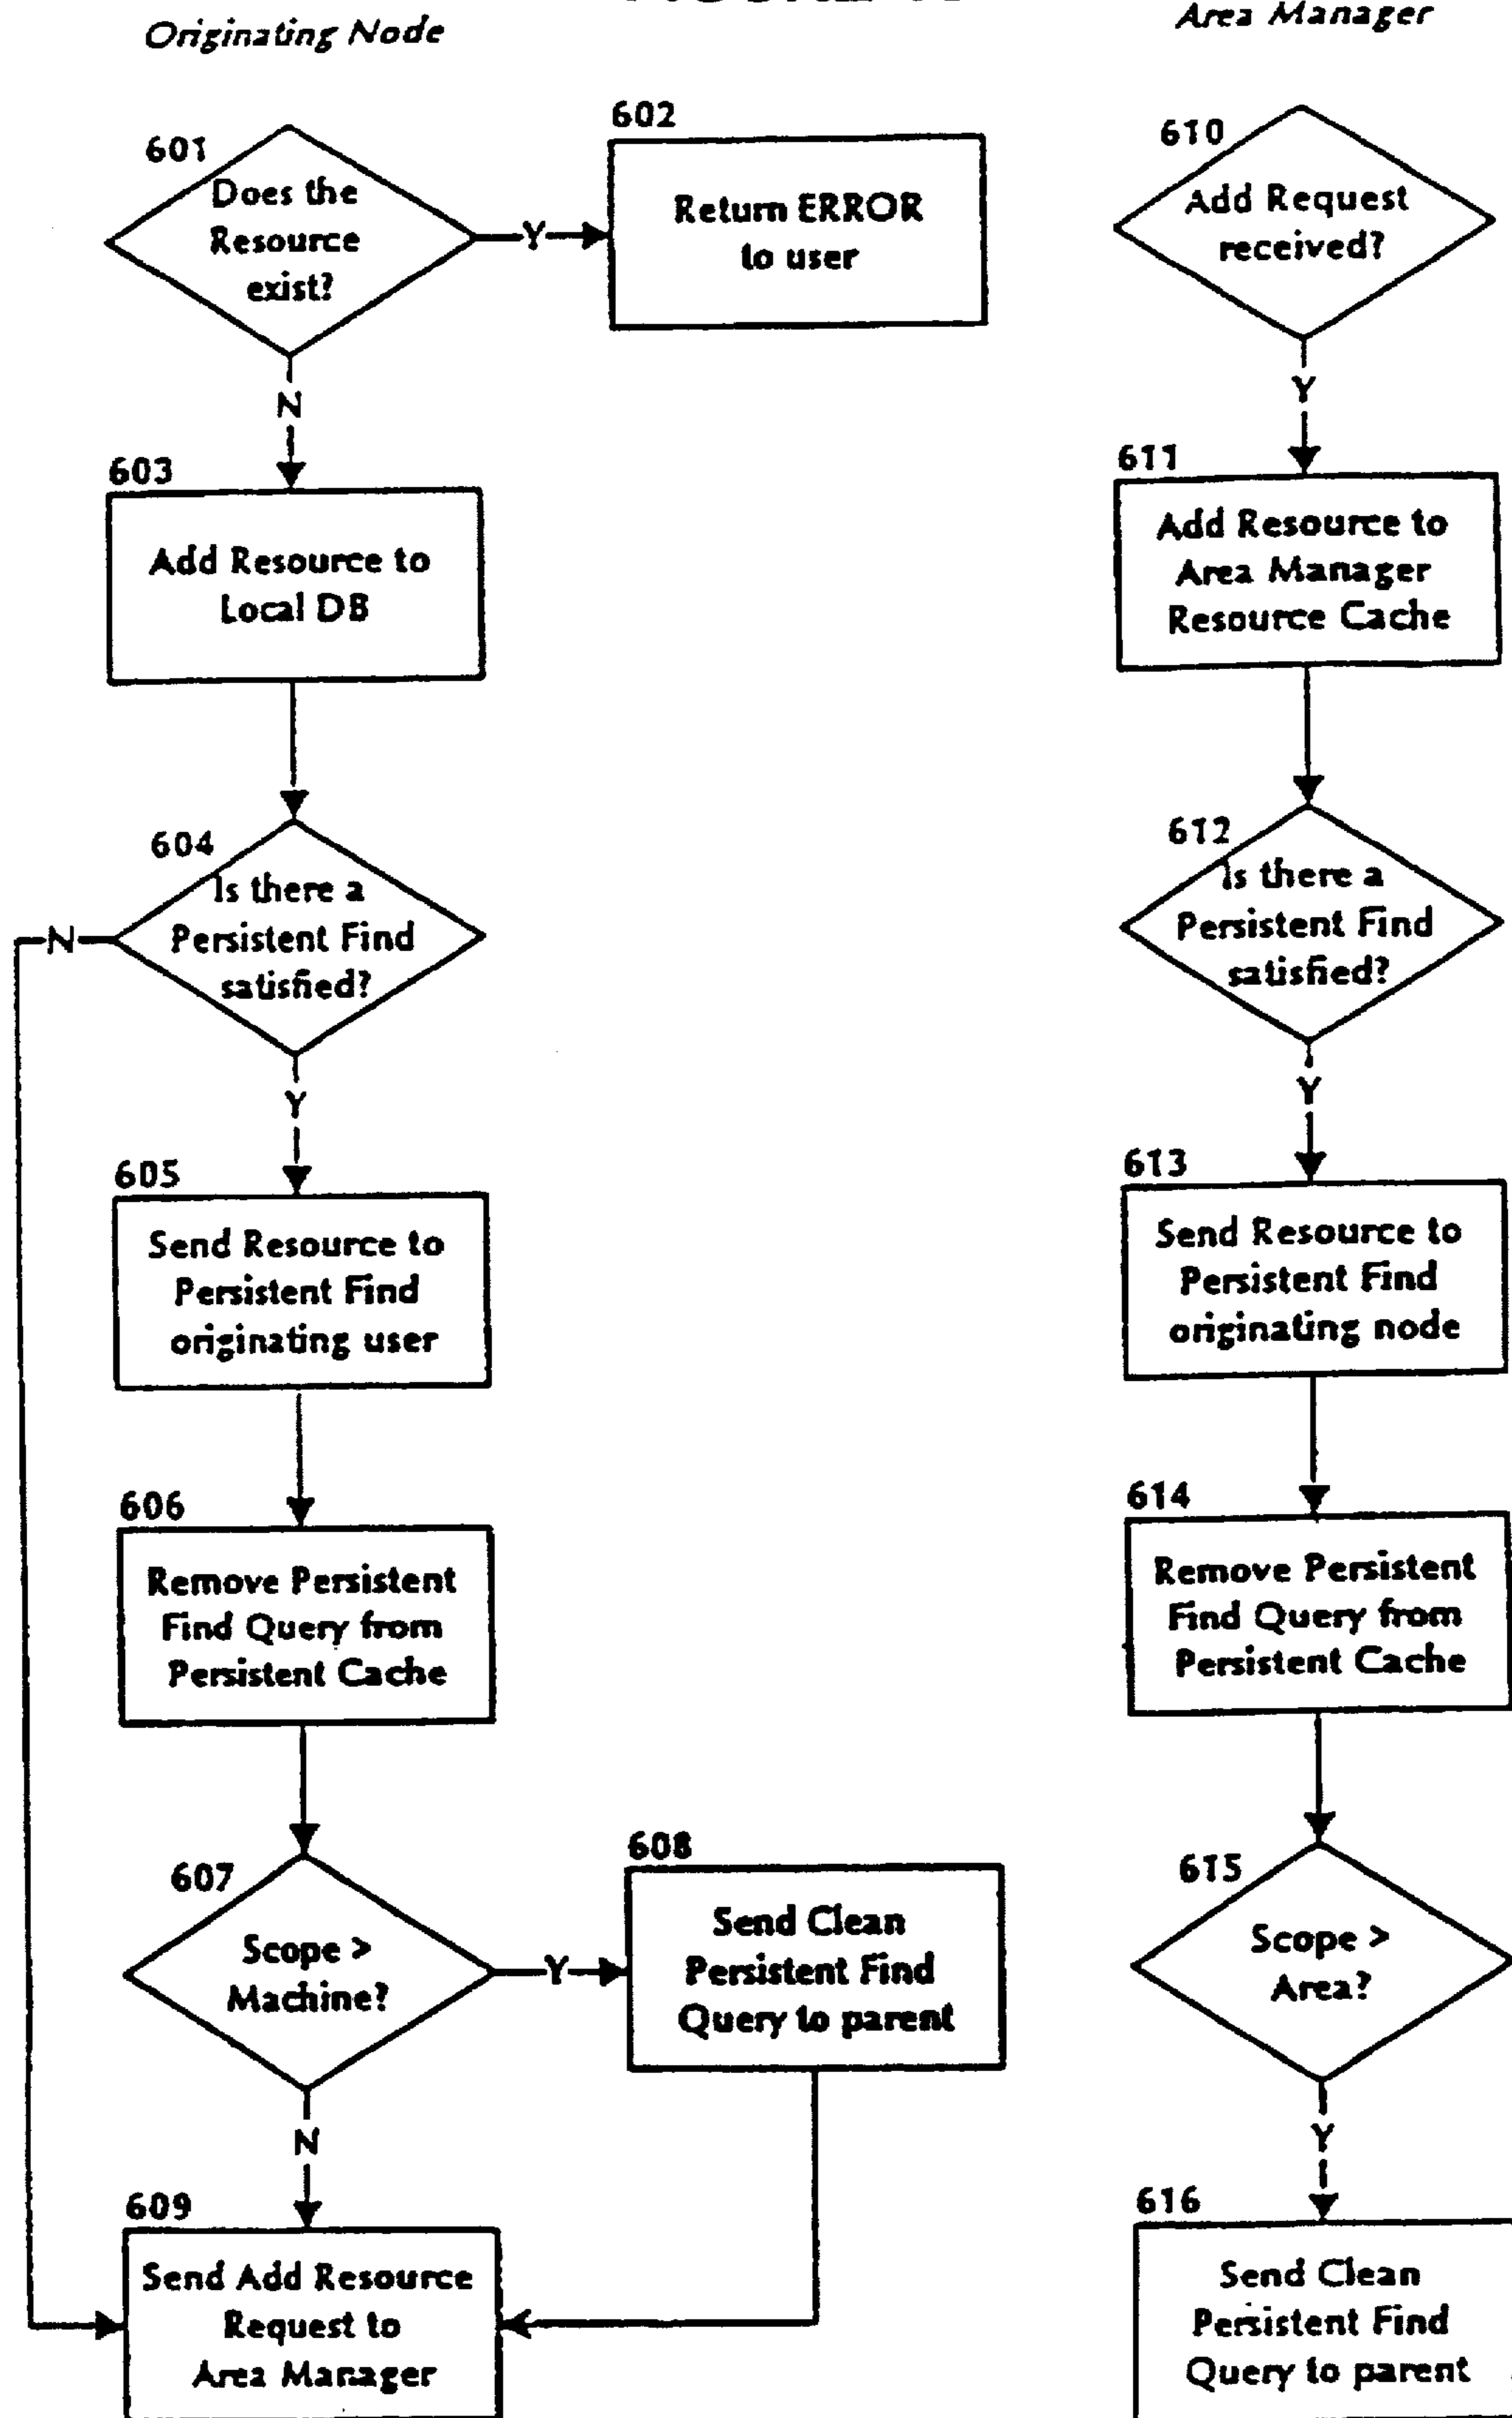 Originating Node
Area Manager
601
Does the
Resource
exist?
Y
602
Return ERROR
to user
N
603
Add Resource to
Local DB
604
Is there a
Persistent Find
satisfied?
N
Y
605
Send Resource to
Persistent Find
originating user
606
Remove Persistent
Find Query from
Persistent Cache
607
Scope >
Machine?
Y
608
Send Clean
Persistent Find
Query to parent
N
609
Send Add Resource
Request to
Area Manager
610
Add Request
received?
Y
611
Add Resource to
Area Manager
Resource Cache
612
Is there a
Persistent Find
satisfied?
Y
613
Send Resource to
Persistent Find
originating node
614
Remove Persistent
Find Query from
Persistent Cache
615
Scope >
Area?
Y
616
Send Clean
Persistent Find
Query to parent